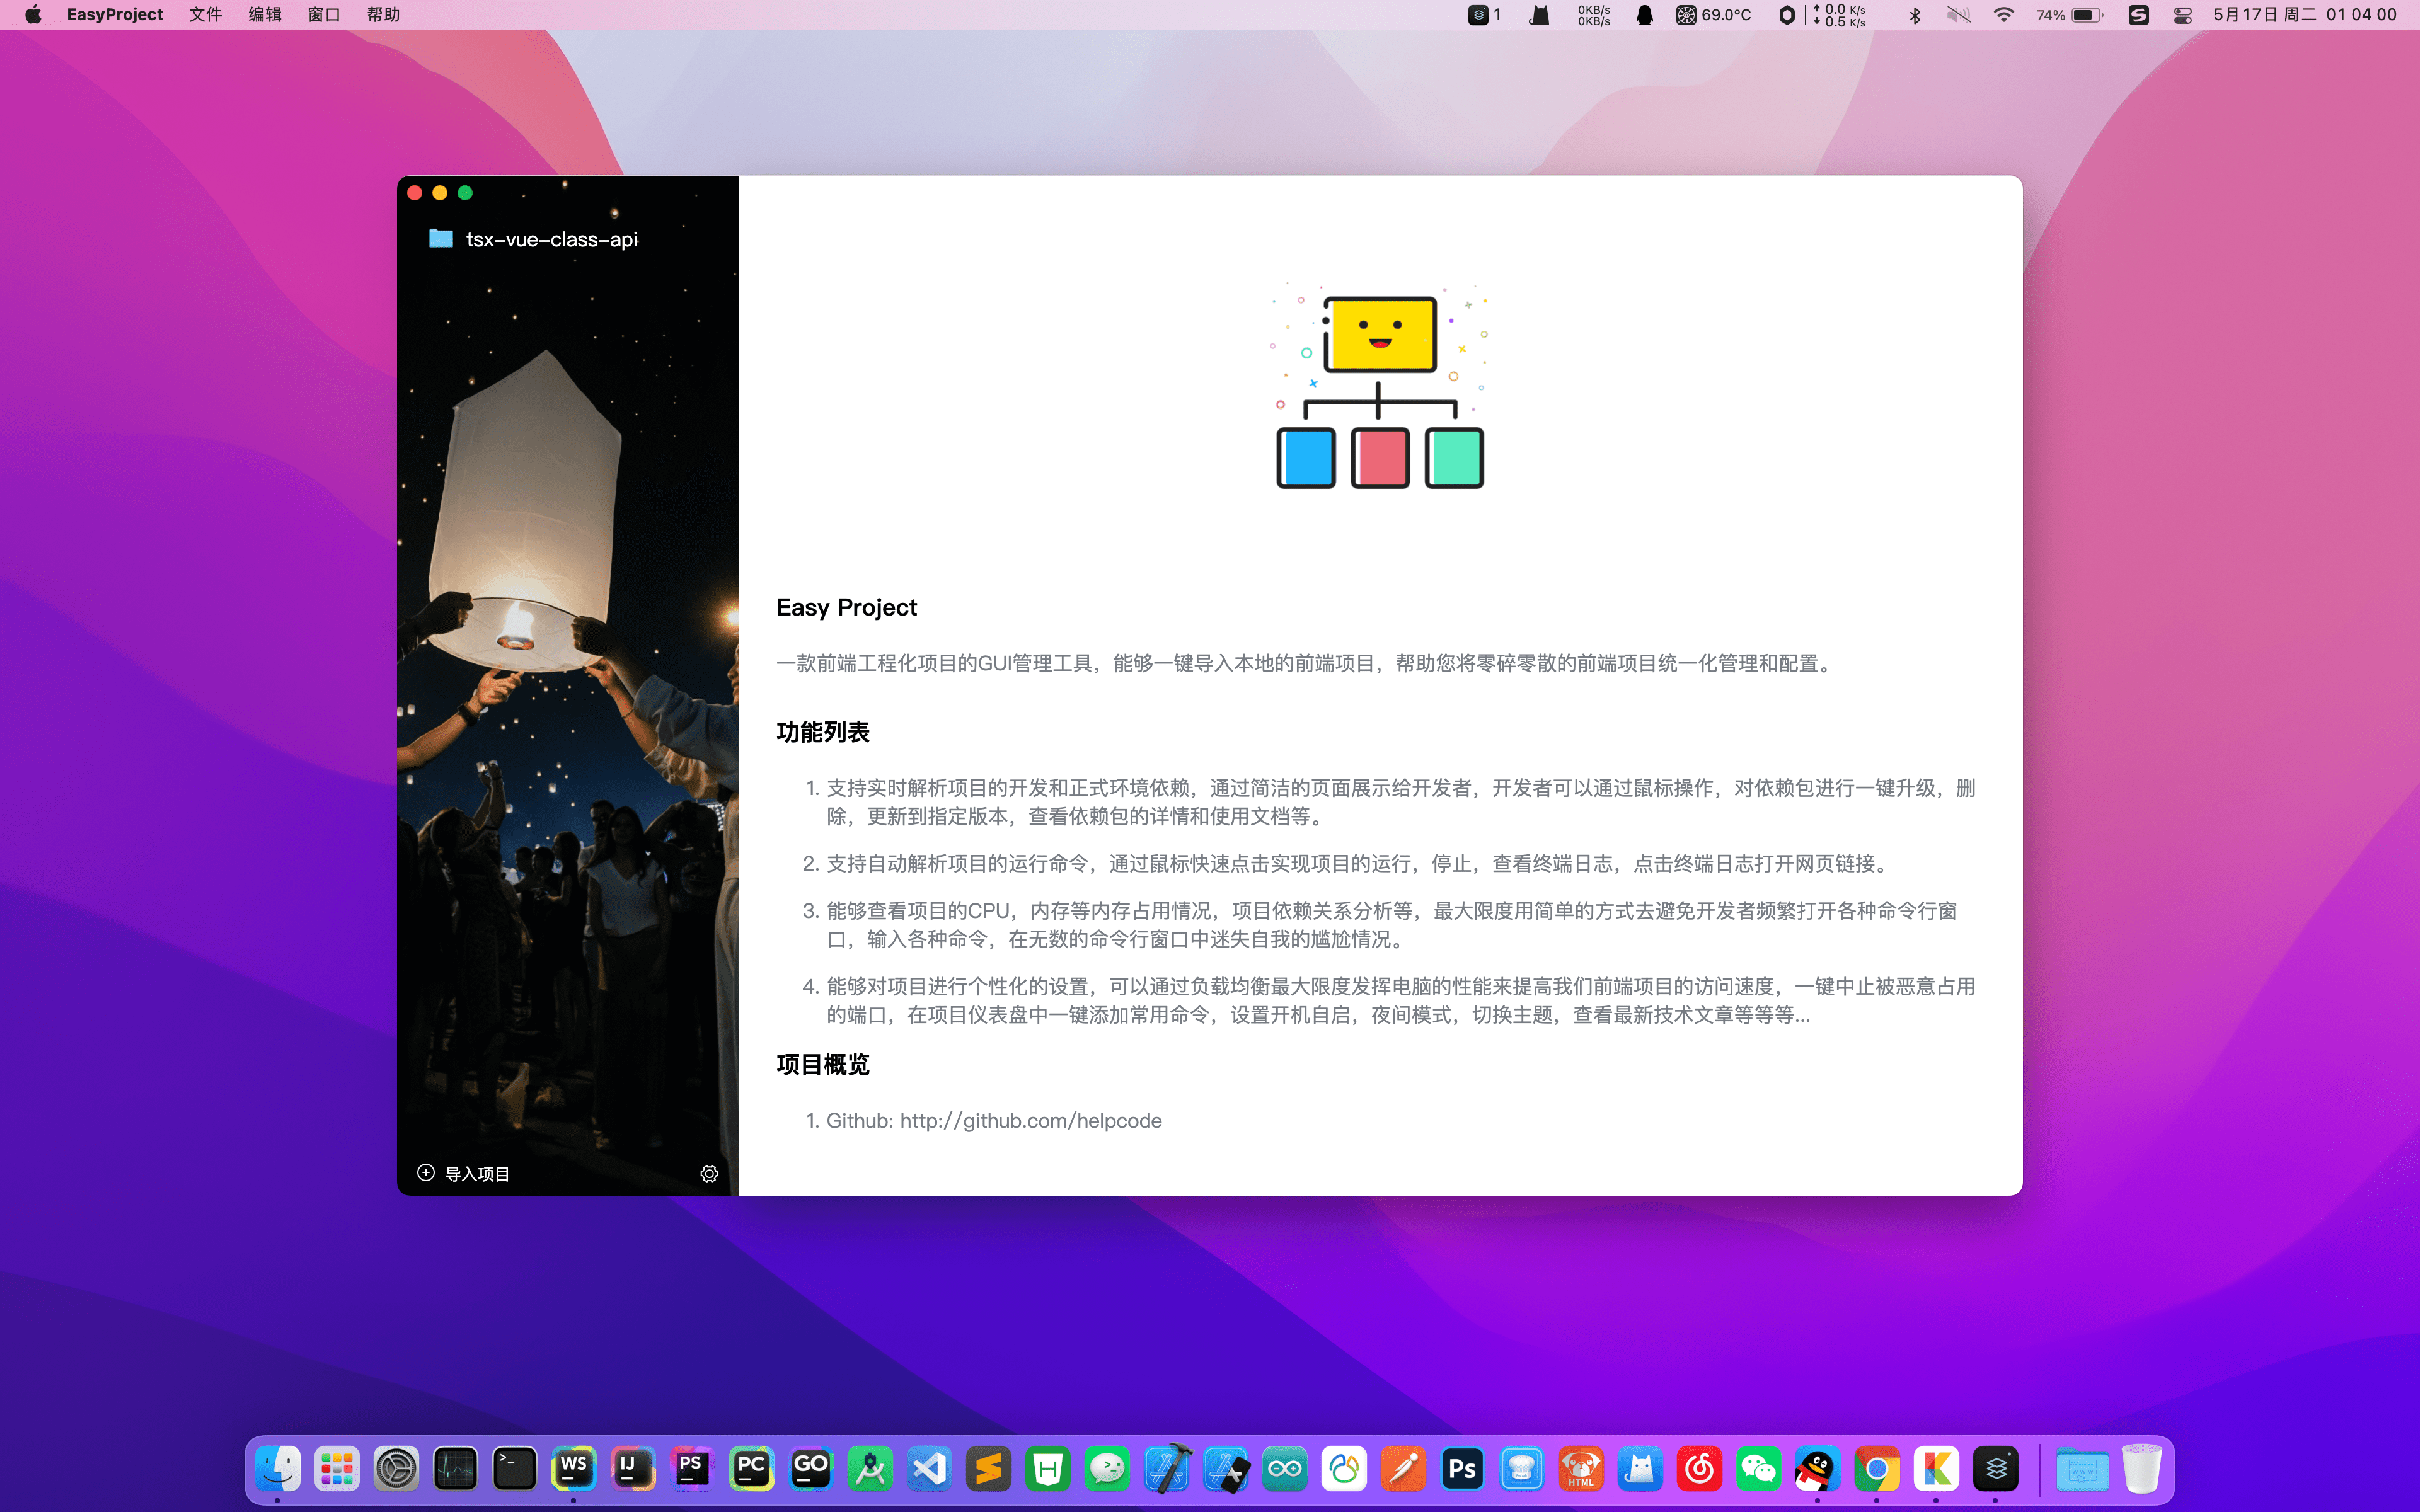 EasyProject 文件 编辑 窗口 帮助 1 0KB/s 69.0°C 0.0 K/s 74% 5月17日 周二 01 04 00
0KB/s 0.5 K/s
tsx-vue-class-api
Easy Project
一款前端工程化项目的GUI管理工具，能够一键导入本地的前端项目，帮助您将零碎零散的前端项目统一化管理和配置。
功能列表
1. 支持实时解析项目的开发和正式环境依赖，通过简洁的页面展示给开发者，开发者可以通过鼠标操作，对依赖包进行一键升级，删
除，更新到指定版本，查看依赖包的详情和使用文档等。
2. 支持自动解析项目的运行命令，通过鼠标快速点击实现项目的运行，停止，查看终端日志，点击终端日志打开网页链接。
3. 能够查看项目的CPU，内存等内存占用情况，项目依赖关系分析等，最大限度用简单的方式去避免开发者频繁打开各种命令行窗
口，输入各种命令，在无数的命令行窗口中迷失自我的尴尬情况。
4. 能够对项目进行个性化的设置，可以通过负载均衡最大限度发挥电脑的性能来提高我们前端项目的访问速度，一键中止被恶意占用
的端口，在项目仪表盘中一键添加常用命令，设置开机自启，夜间模式，切换主题，查看最新技术文章等等等...
项目概览
1. Github: http://github.com/helpcode
导入项目
WS IJ PS PC GO Ps HTML WWW